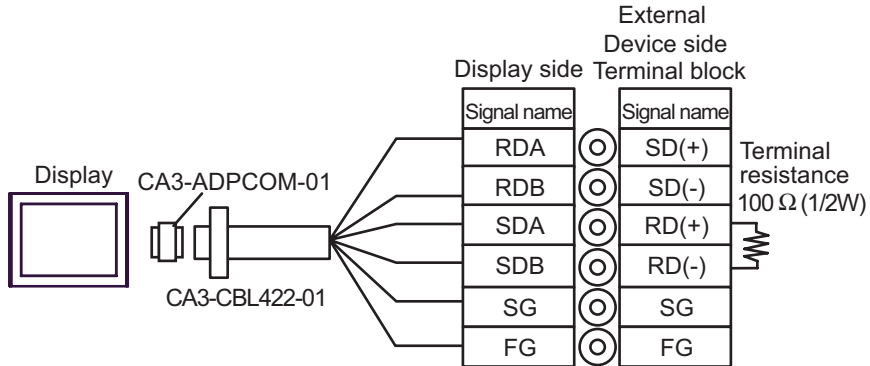 External
Device side
Display side Terminal block
Signal name Signal name
RDA SD(+)
RDB SD(-)
SDA RD(+)
SDB RD(-)
SG SG
FG FG
Terminal
resistance
100 Ω (1/2W)
Display
CA3-ADPCOM-01
CA3-CBL422-01